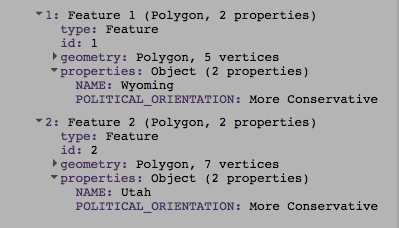 1: Feature 1 (Polygon, 2 properties)
type: Feature
id: 1
geometry: Polygon, 5 vertices
properties: Object (2 properties)
NAME: Wyoming
POLITICAL_ORIENTATION: More Conservative
2: Feature 2 (Polygon, 2 properties)
type: Feature
id: 2
geometry: Polygon, 7 vertices
properties: Object (2 properties)
NAME: Utah
POLITICAL_ORIENTATION: More Conservative